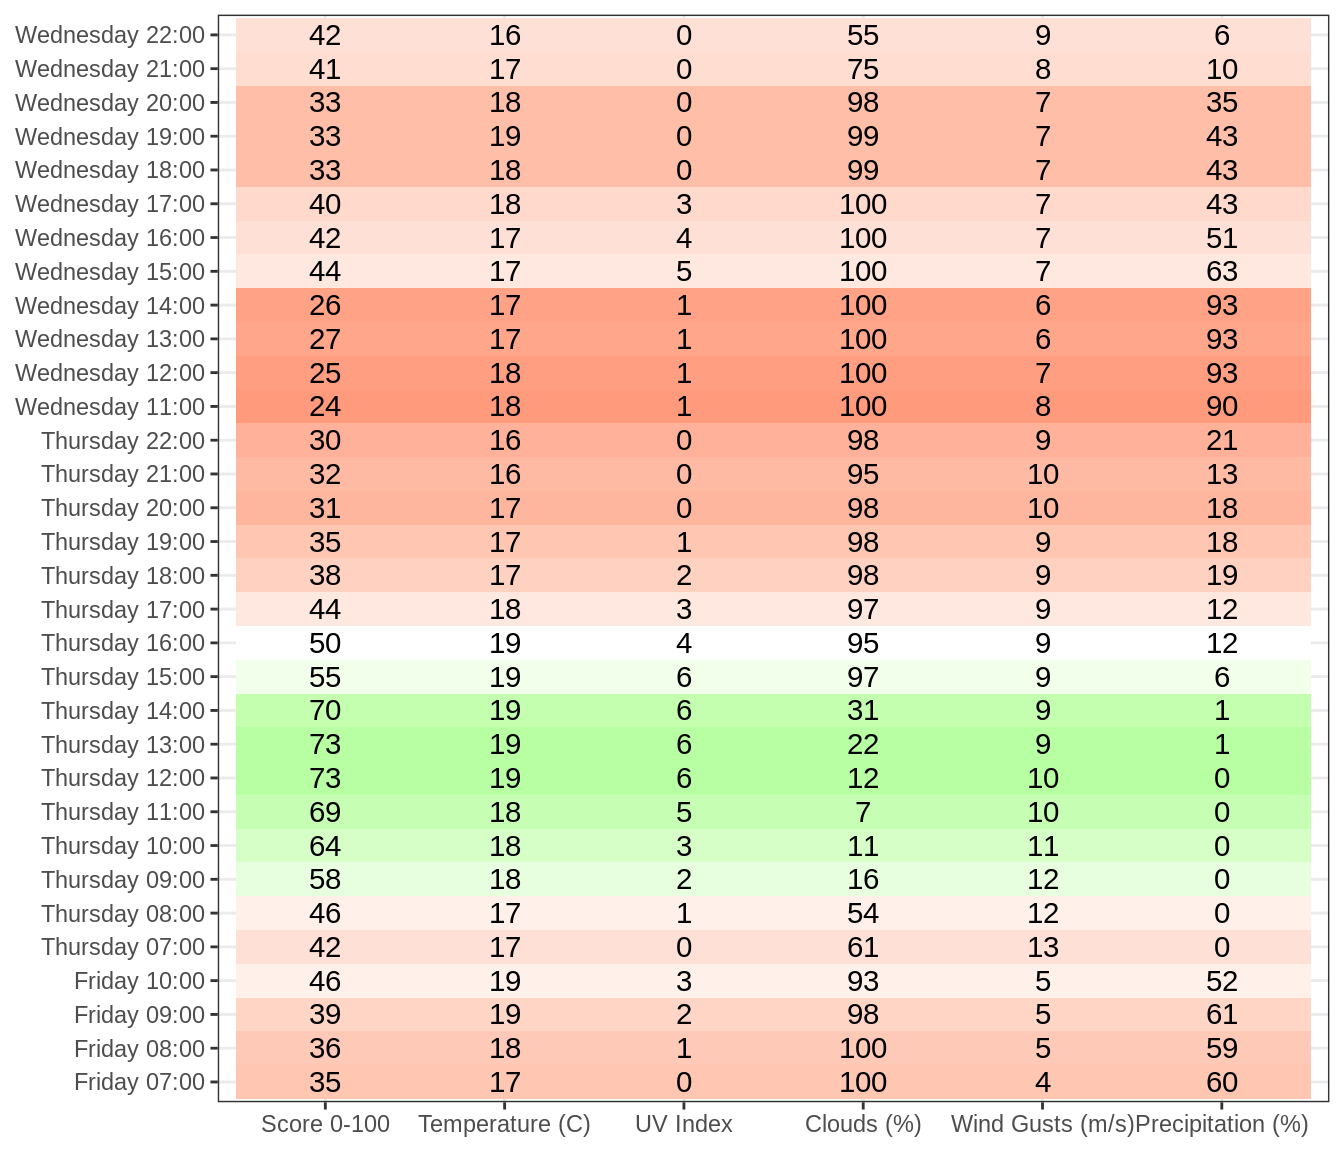 Wednesday 22:00 42 16 0 55 9 6
Wednesday 21:00 41 17 0 75 8 10
Wednesday 20:00 33 18 0 98 7 35
Wednesday 19:00 33 19 0 99 7 43
Wednesday 18:00 33 18 0 99 7 43
Wednesday 17:00 40 18 3 100 7 43
Wednesday 16:00 42 17 4 100 7 51
Wednesday 15:00 44 17 5 100 7 63
Wednesday 14:00 26 17 1 100 6 93
Wednesday 13:00 27 17 1 100 6 93
Wednesday 12:00 25 18 1 100 7 93
Wednesday 11:00 24 18 1 100 8 90
Thursday 22:00 30 16 0 98 9 21
Thursday 21:00 32 16 0 95 10 13
Thursday 20:00 31 17 0 98 10 18
Thursday 19:00 35 17 1 98 9 18
Thursday 18:00 38 17 2 98 9 19
Thursday 17:00 44 18 3 97 9 12
Thursday 16:00 50 19 4 95 9 12
Thursday 15:00 55 19 6 97 9 6
Thursday 14:00 70 19 6 31 9 1
Thursday 13:00 73 19 6 22 9 1
Thursday 12:00 73 19 6 12 10 0
Thursday 11:00 69 18 5 7 10 0
Thursday 10:00 64 18 3 11 11 0
Thursday 09:00 58 18 2 16 12 0
Thursday 08:00 46 17 1 54 12 0
Thursday 07:00 42 17 0 61 13 0
Friday 10:00 46 19 3 93 5 52
Friday 09:00 39 19 2 98 5 61
Friday 08:00 36 18 1 100 5 59
Friday 07:00 35 17 0 100 4 60
Score 0-100 Temperature (C) UV Index Clouds (%) Wind Gusts (m/s) Precipitation (%)